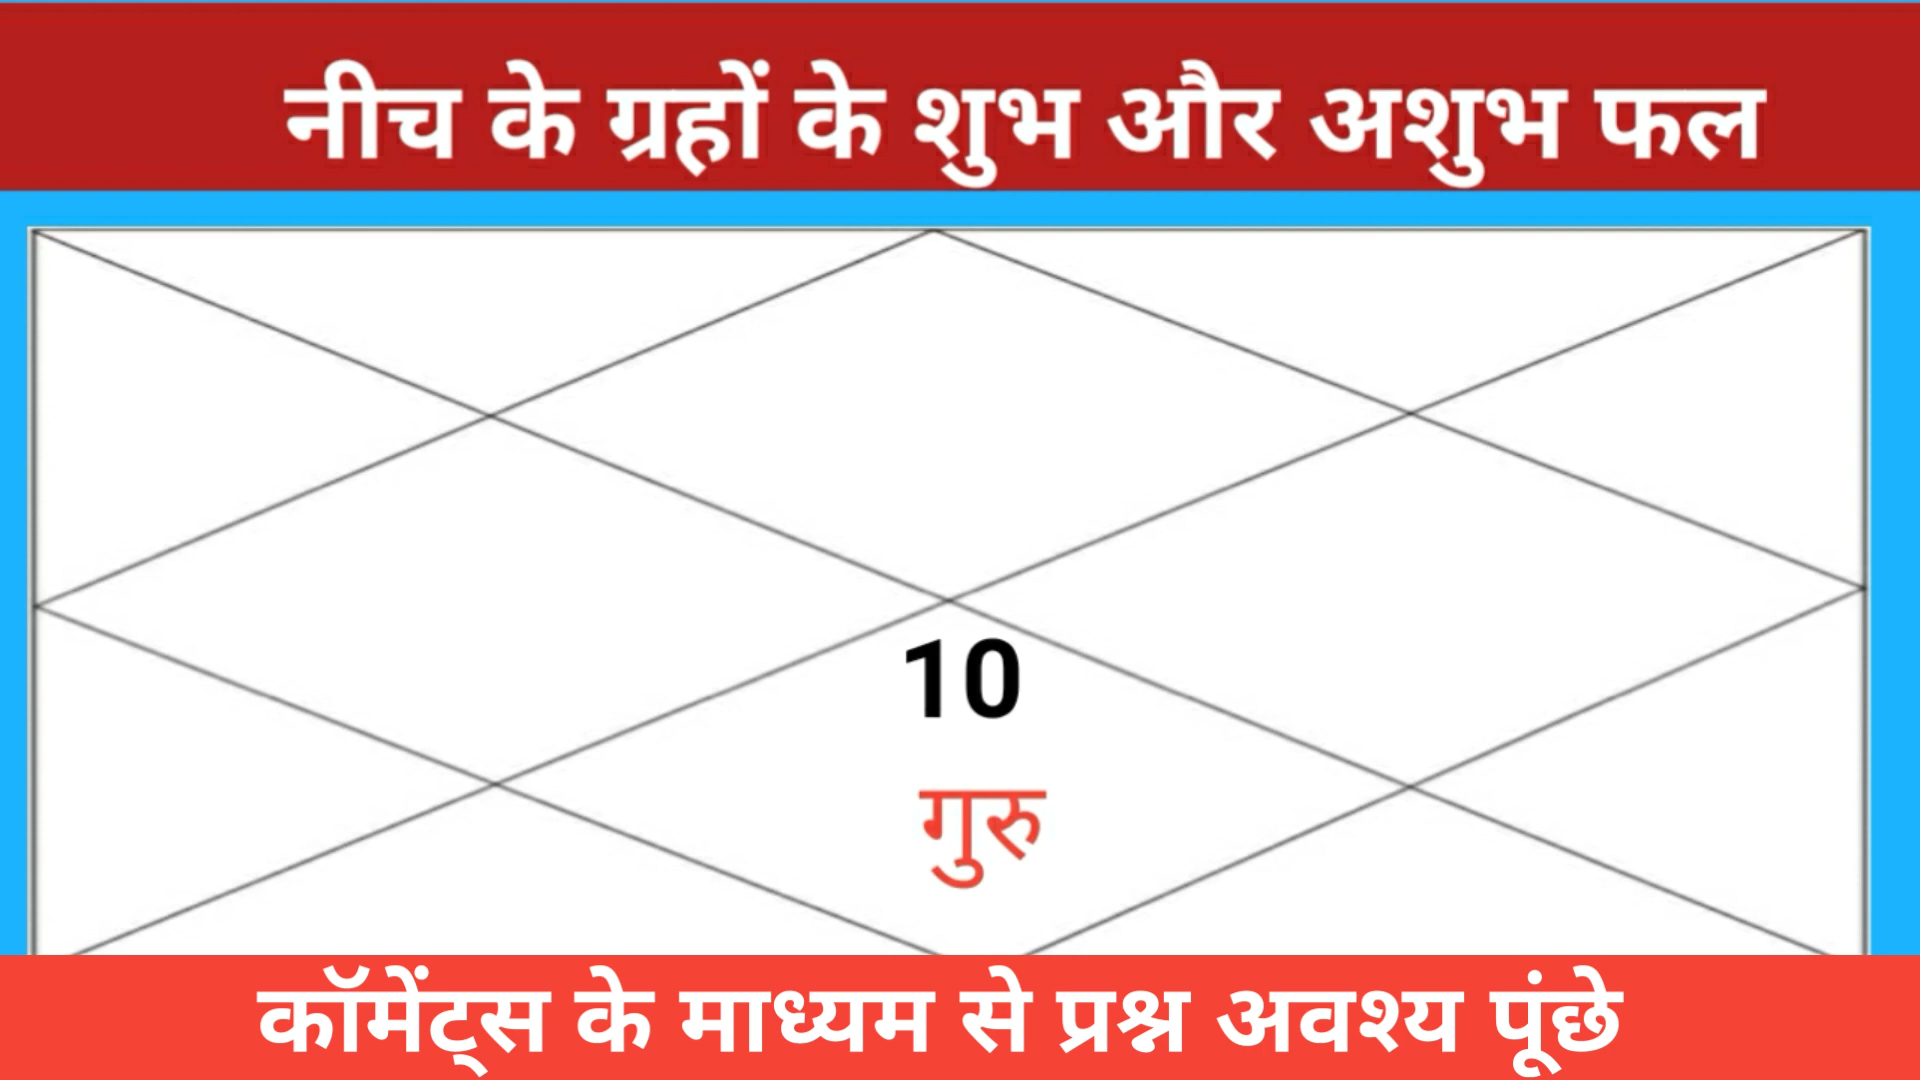 नीच के ग्रहों के शुभ और अशुभ फल
10
गुरु
कॉमेंट्स के माध्यम से प्रश्न अवश्य पूंछे